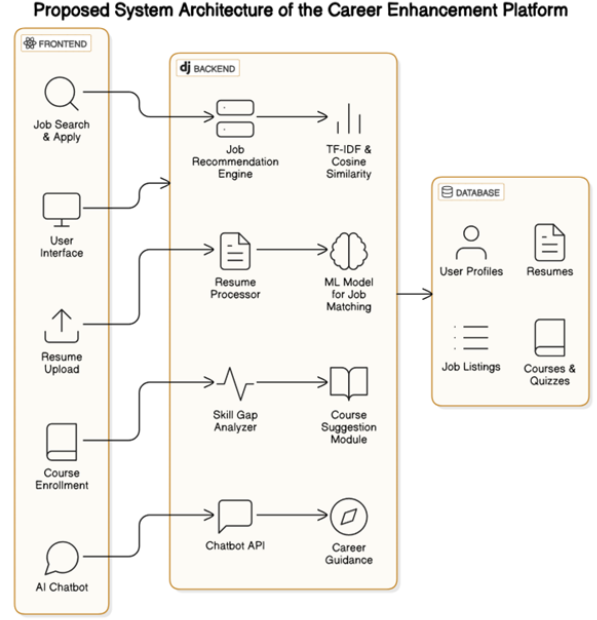 Proposed System Architecture of the Career Enhancement Platform
FRONTEND
Job Search
& Apply
User
Interface
Resume
Upload
Course
Enrollment
AI Chatbot
dj BACKEND
Job
Recommendation
Engine
TF-IDF &
Cosine
Similarity
Resume
Processor
ML Model
for Job
Matching
Skill Gap
Analyzer
Course
Suggestion
Module
Chatbot API
Career
Guidance
DATABASE
User Profiles
Resumes
Job Listings
Courses &
Quizzes